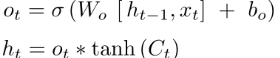 o_t = σ (W_o [h_{t−1}, x_t] + b_o)
h_t = o_t * tanh (C_t)